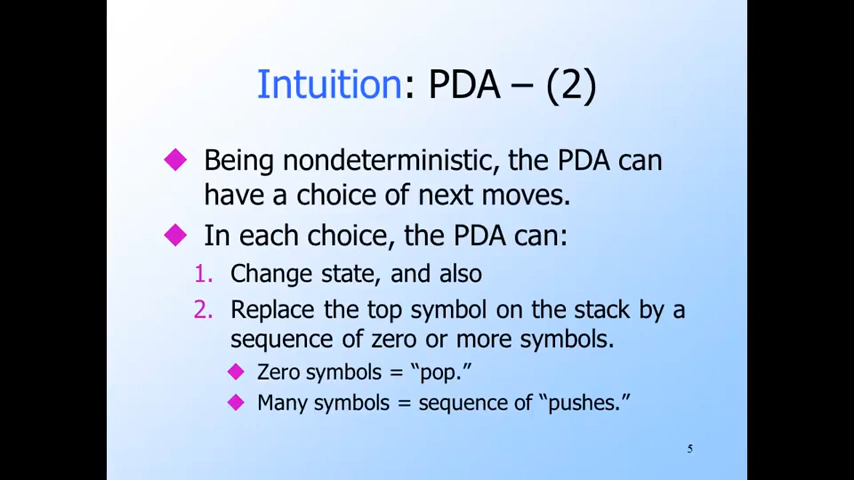 Intuition: PDA – (2)
Being nondeterministic, the PDA can
have a choice of next moves.
In each choice, the PDA can:
1. Change state, and also
2. Replace the top symbol on the stack by a
sequence of zero or more symbols.
Zero symbols = “pop.”
Many symbols = sequence of “pushes.”
5